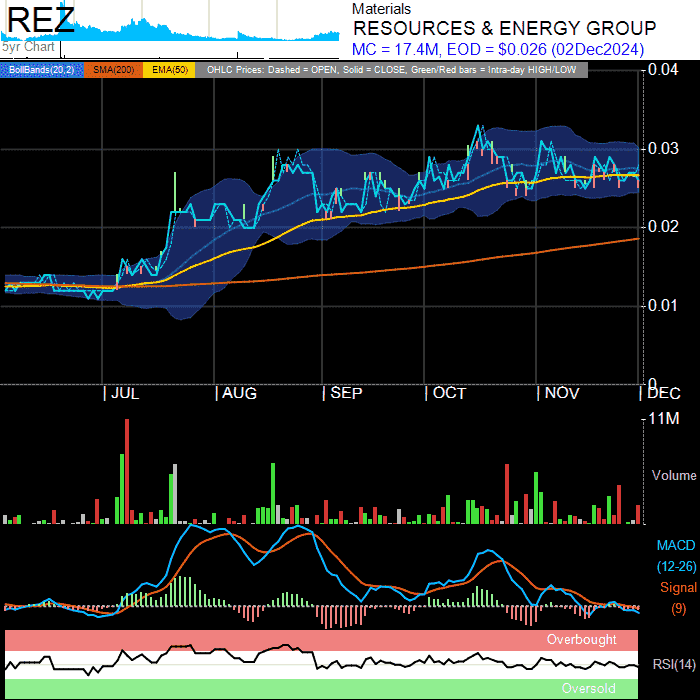 REZ
5yr Chart
Materials
RESOURCES & ENERGY GROUP
MC = 17.4M, EOD = $0.026 (02Dec2024)
BollBands(20,2) SMA(200) EMA(50) OHLC Prices: Dashed = OPEN, Solid = CLOSE, Green/Red bars = Intra-day HIGH/LOW
0.04
0.03
0.02
0.01
0
JUL AUG SEP OCT NOV DEC
11M
Volume
MACD
(12-26)
Signal
(9)
Overbought
RSI(14)
Oversold